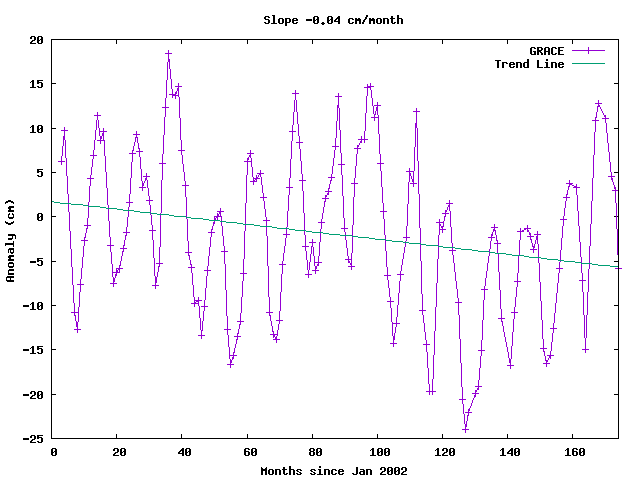 Slope -0.04 cm/month
GRACE
Trend Line
20
15
10
5
0
-5
-10
-15
-20
-25
Anomaly (cm)
0 20 40 60 80 100 120 140 160
Months since Jan 2002